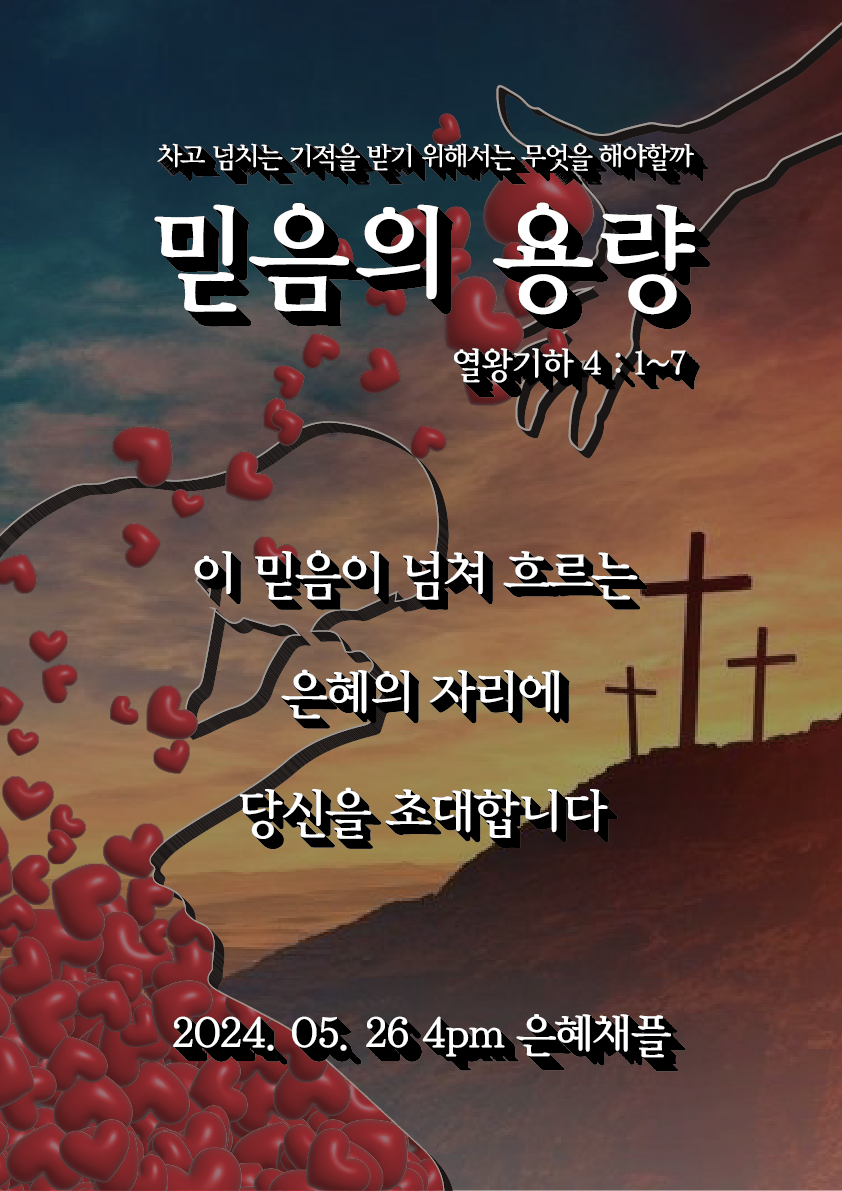 차고 넘치는 기적을 받기 위해서는 무엇을 해야할까
믿음의 용량
열왕기하 4 : 1~7
이 믿음이 넘쳐 흐르는
은혜의 자리에
당신을 초대합니다
2024. 05. 26 4pm 은혜채플